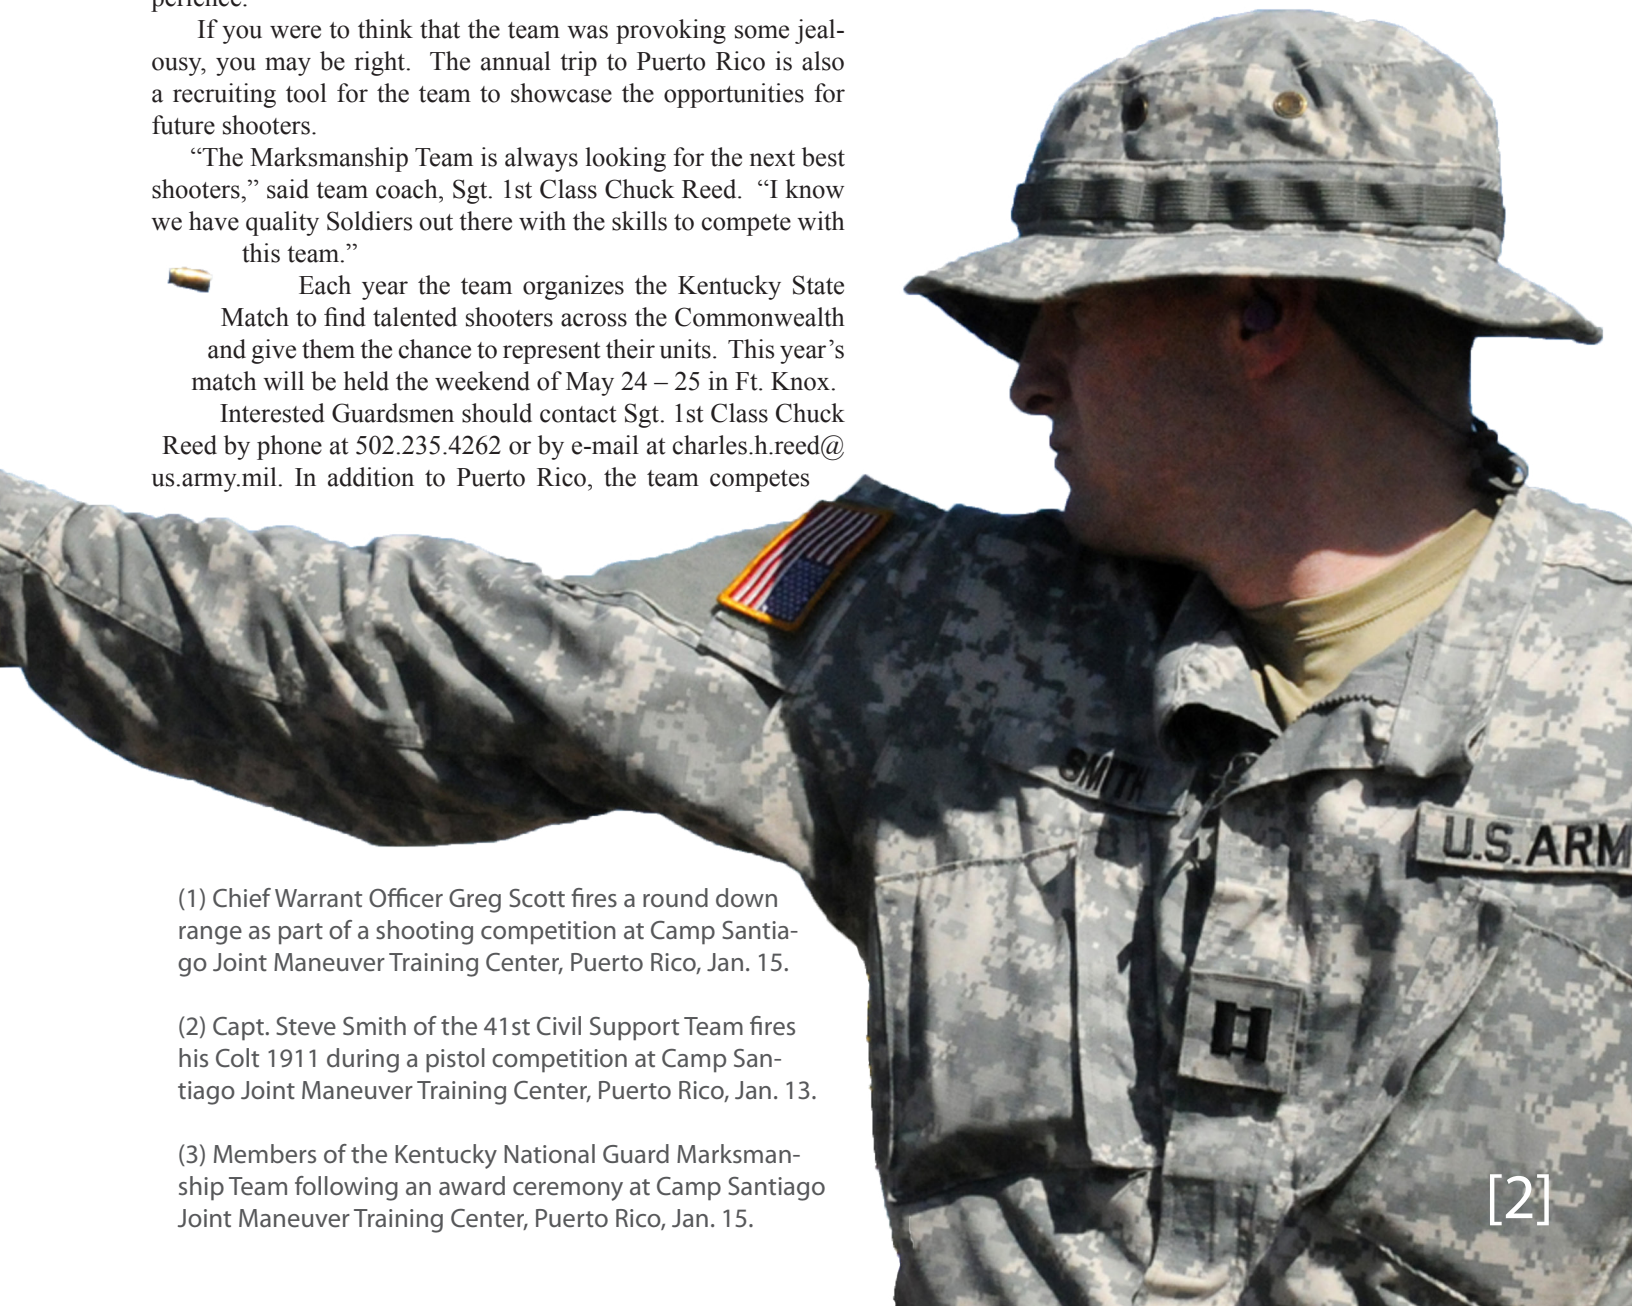 If you were to think that the team was provoking some jeal-
ousy, you may be right.  The annual trip to Puerto Rico is also
a recruiting tool for the team to showcase the opportunities for
future shooters.
“The Marksmanship Team is always looking for the next best
shooters,” said team coach, Sgt. 1st Class Chuck Reed.  “I know
we have quality Soldiers out there with the skills to compete with
this team.”
Each year the team organizes the Kentucky State
Match to find talented shooters across the Commonwealth
and give them the chance to represent their units.  This year’s
match will be held the weekend of May 24 – 25 in Ft. Knox.
Interested Guardsmen should contact Sgt. 1st Class Chuck
Reed by phone at 502.235.4262 or by e-mail at charles.h.reed@
us.army.mil. In addition to Puerto Rico, the team competes
SMITH
U.S.ARM
(1) Chief Warrant Officer Greg Scott fires a round down
range as part of a shooting competition at Camp Santia-
go Joint Maneuver Training Center, Puerto Rico, Jan. 15.
(2) Capt. Steve Smith of the 41st Civil Support Team fires
his Colt 1911 during a pistol competition at Camp San-
tiago Joint Maneuver Training Center, Puerto Rico, Jan. 13.
(3) Members of the Kentucky National Guard Marksman-
ship Team following an award ceremony at Camp Santiago
Joint Maneuver Training Center, Puerto Rico, Jan. 15.
[2]